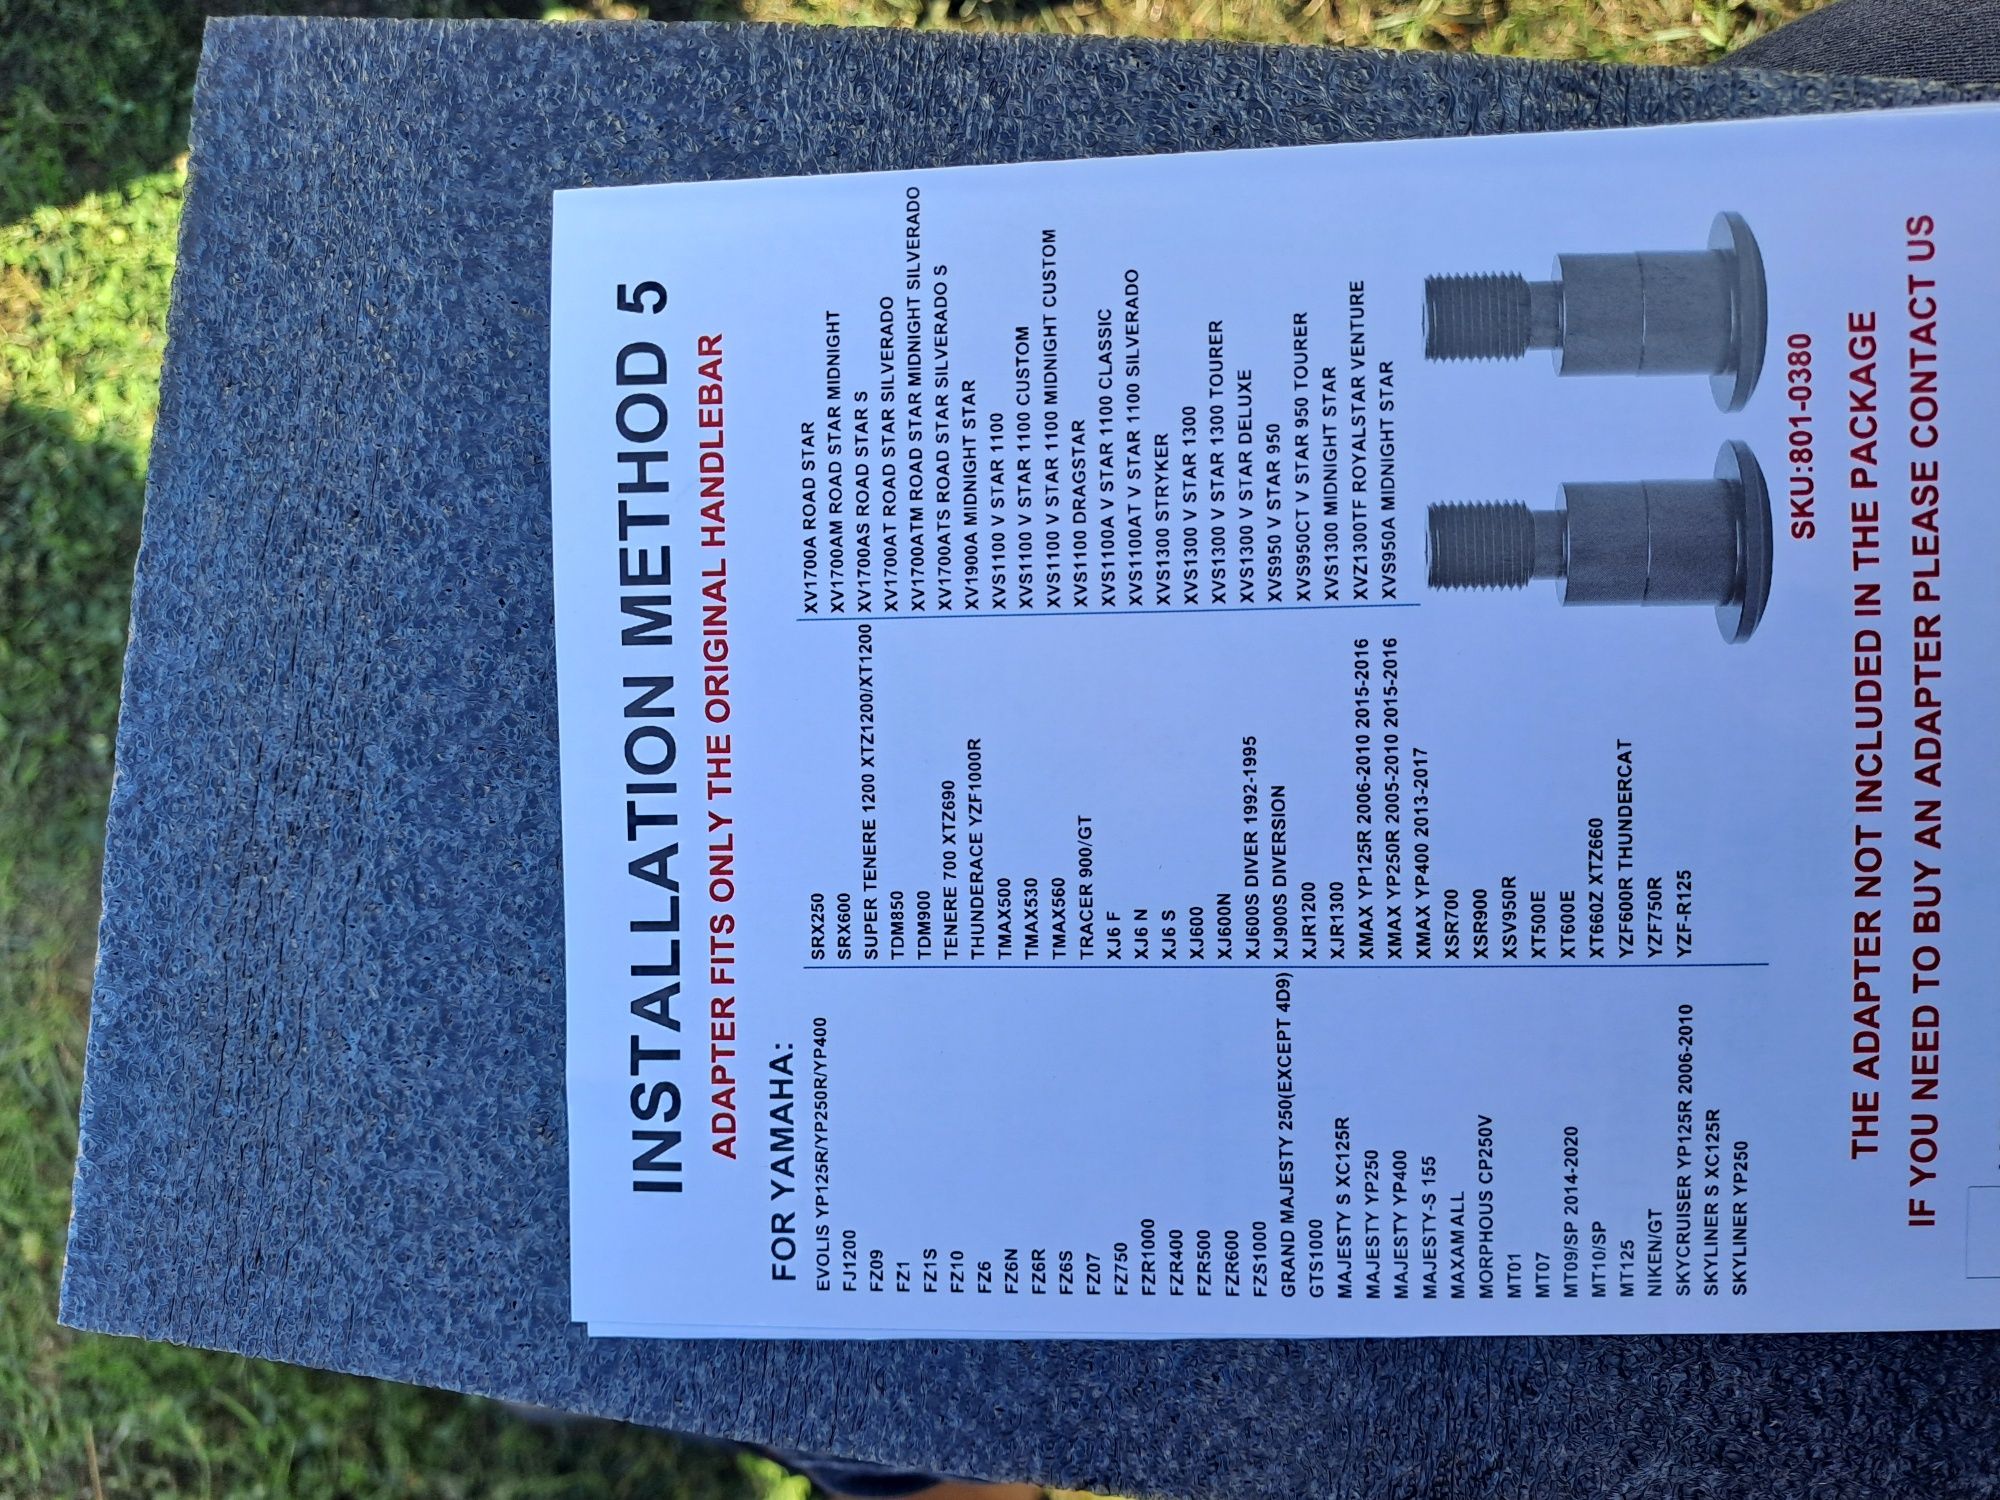 INSTALLATION METHOD 5
ADAPTER FITS ONLY THE ORIGINAL HANDLEBAR
FOR YAMAHA:
EVOLIS YP125R/YP250R/YP400
FJ1200
FZ09
FZ1
FZ1S
FZ10
FZ6
FZ6N
FZ6R
FZ6S
FZ07
FZ750
FZR1000
FZR400
FZR500
FZR600
FZS1000
GRAND MAJESTY 250(EXCEPT 4D9)
GTS1000
MAJESTY S XC125R
MAJESTY YP250
MAJESTY YP400
MAJESTY-S 155
MAXAM ALL
MORPHOUS CP250V
MT01
MT07
MT09/SP 2014-2020
MT10/SP
MT125
NIKEN/GT
SKYCRUISER YP125R 2006-2010
SKYLINER S XC125R
SKYLINER YP250
SRX250
SRX600
SUPER TENERE 1200 XTZ1200/XT1200
TDM850
TDM900
TENERE 700 XTZ690
THUNDERACE YZF1000R
TMAX500
TMAX530
TMAX560
TRACER 900/GT
XJ6 F
XJ6 N
XJ6 S
XJ600
XJ600N
XJ600S DIVER 1992-1995
XJ900S DIVERSION
XJR1200
XJR1300
XMAX YP125R 2006-2010 2015-2016
XMAX YP250R 2005-2010 2015-2016
XMAX YP400 2013-2017
XSR700
XSR900
XSV950R
XT500E
XT600E
XT660Z XTZ660
YZF600R THUNDERCAT
YZF750R
YZF-R125
XV1700A ROAD STAR
XV1700AM ROAD STAR MIDNIGHT
XV1700AS ROAD STAR S
XV1700AT ROAD STAR SILVERADO
XV1700ATM ROAD STAR MIDNIGHT SILVERADO
XV1700ATS ROAD STAR SILVERADO S
XV1900A MIDNIGHT STAR
XVS1100 V STAR 1100
XVS1100 V STAR 1100 CUSTOM
XVS1100 V STAR 1100 MIDNIGHT CUSTOM
XVS1100 DRAGSTAR
XVS1100A V STAR 1100 CLASSIC
XVS1100AT V STAR 1100 SILVERADO
XVS1300 STRYKER
XVS1300 V STAR 1300
XVS1300 V STAR 1300 TOURER
XVS1300 V STAR DELUXE
XVS950 V STAR 950
XVS950CT V STAR 950 TOURER
XVS1300 MIDNIGHT STAR
XVZ1300TF ROYALSTAR VENTURE
XVS950A MIDNIGHT STAR
SKU:801-0380
THE ADAPTER NOT INCLUDED IN THE PACKAGE
IF YOU NEED TO BUY AN ADAPTER PLEASE CONTACT US